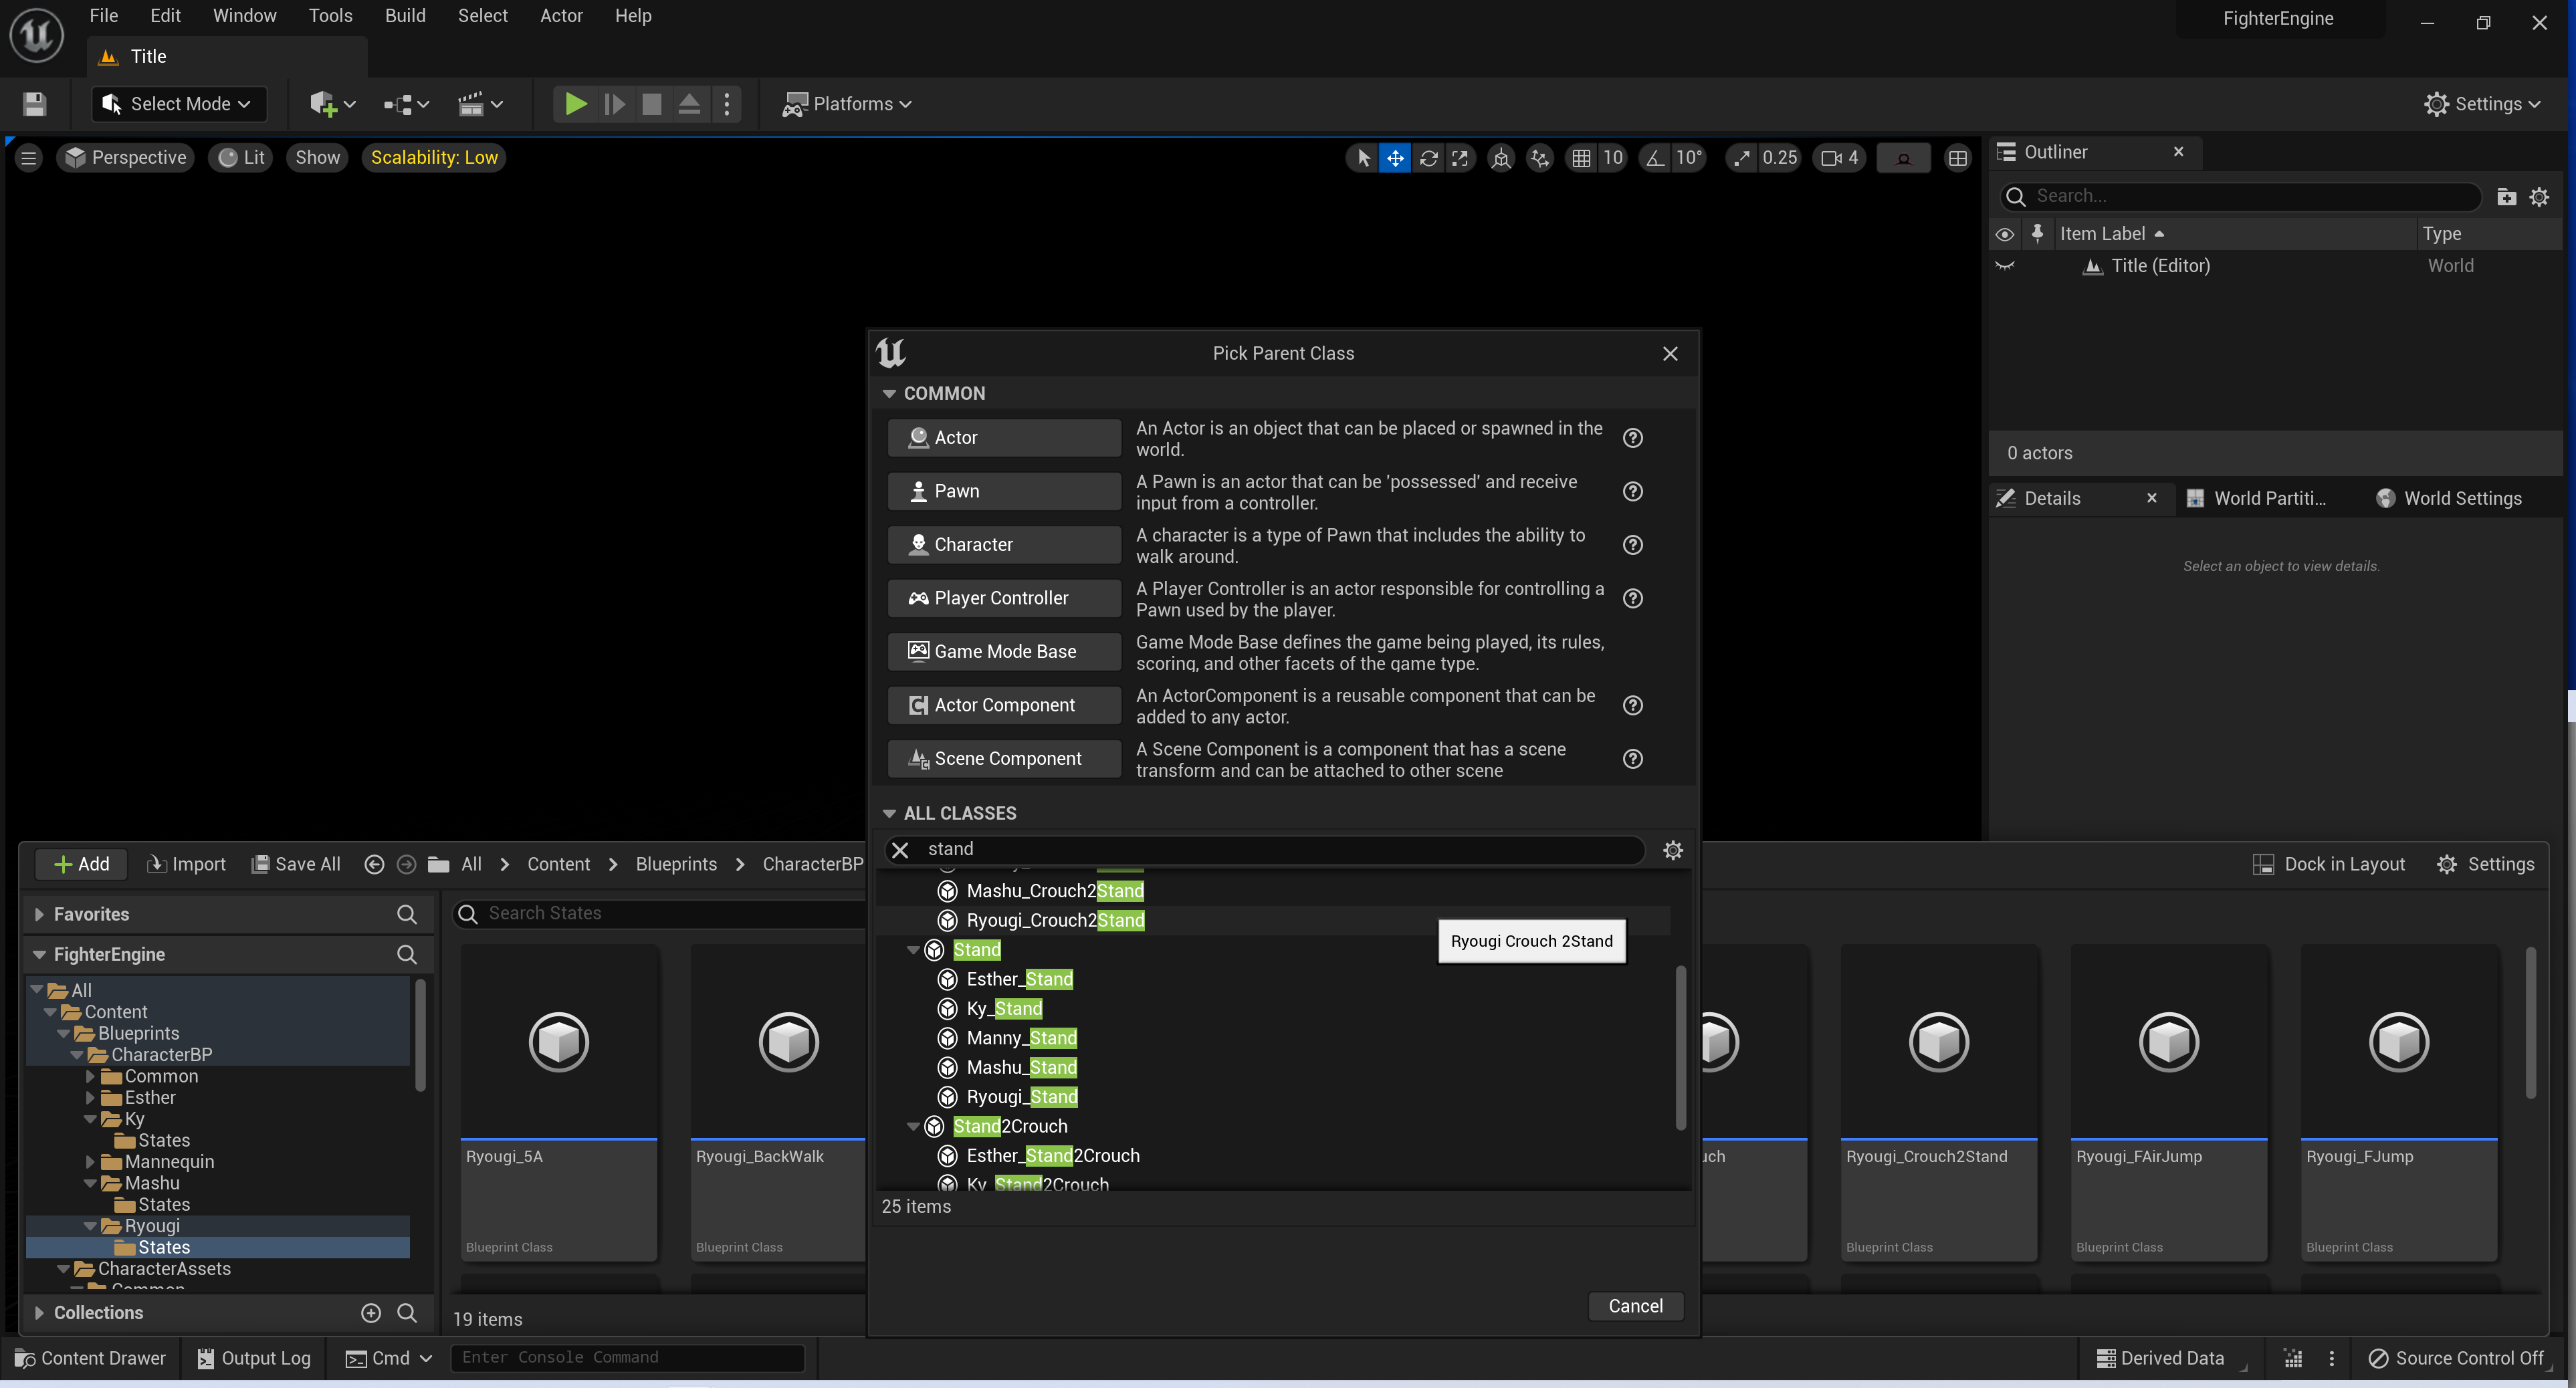 File Edit Window Tools Build Select Actor Help
FighterEngine
Title
Select Mode
Platforms
Settings
Perspective Lit Show Scalability: Low
10 10° 0.25 4
Outliner
Search...
Item Label Type
Title (Editor) World
0 actors
Details World Partiti... World Settings
Select an object to view details.
Pick Parent Class
COMMON
Actor
An Actor is an object that can be placed or spawned in the
world.
Pawn
A Pawn is an actor that can be 'possessed' and receive
input from a controller.
Character
A character is a type of Pawn that includes the ability to
walk around.
Player Controller
A Player Controller is an actor responsible for controlling a
Pawn used by the player.
Game Mode Base
Game Mode Base defines the game being played, its rules,
scoring, and other facets of the game type.
Actor Component
An ActorComponent is a reusable component that can be
added to any actor.
Scene Component
A Scene Component is a component that has a scene
transform and can be attached to other scene
ALL CLASSES
stand
Mashu_Crouch2Stand
Ryougi_Crouch2Stand
Ryougi Crouch 2Stand
Stand
Esther_Stand
Ky_Stand
Manny_Stand
Mashu_Stand
Ryougi_Stand
Stand2Crouch
Esther_Stand2Crouch
Ky_Stand2Crouch
25 items
Cancel
Add Import Save All All Content Blueprints CharacterBP
Dock in Layout Settings
Favorites
FighterEngine
All
Content
Blueprints
CharacterBP
Common
Esther
Ky
States
Mannequin
Mashu
States
Ryougi
States
CharacterAssets
Common
Collections
Search States
Ryougi_5A
Blueprint Class
Ryougi_BackWalk
Blueprint Class
uch
Ryougi_Crouch2Stand
Blueprint Class
Ryougi_FAirJump
Blueprint Class
Ryougi_FJump
Blueprint Class
19 items
Content Drawer Output Log Cmd Enter Console Command
Derived Data Source Control Off